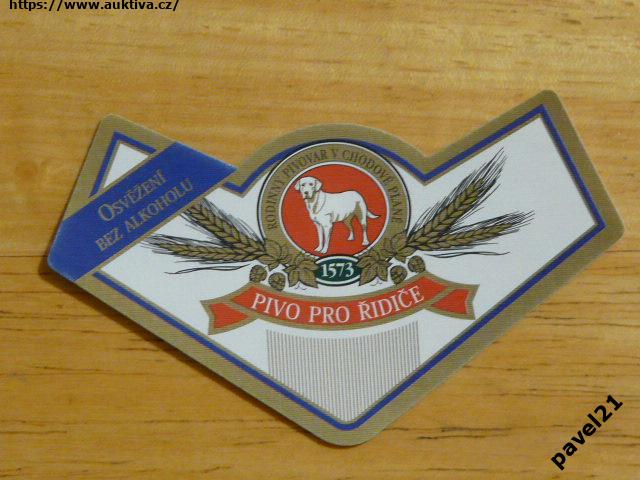 https://www.auktiva.cz/
OSVĚŽENÍ
BEZ ALKOHOLU
RODINNÝ PIVOVAR V CHODOVÉ PLANÉ
1573
PIVO PRO ŘIDIČE
pavel21